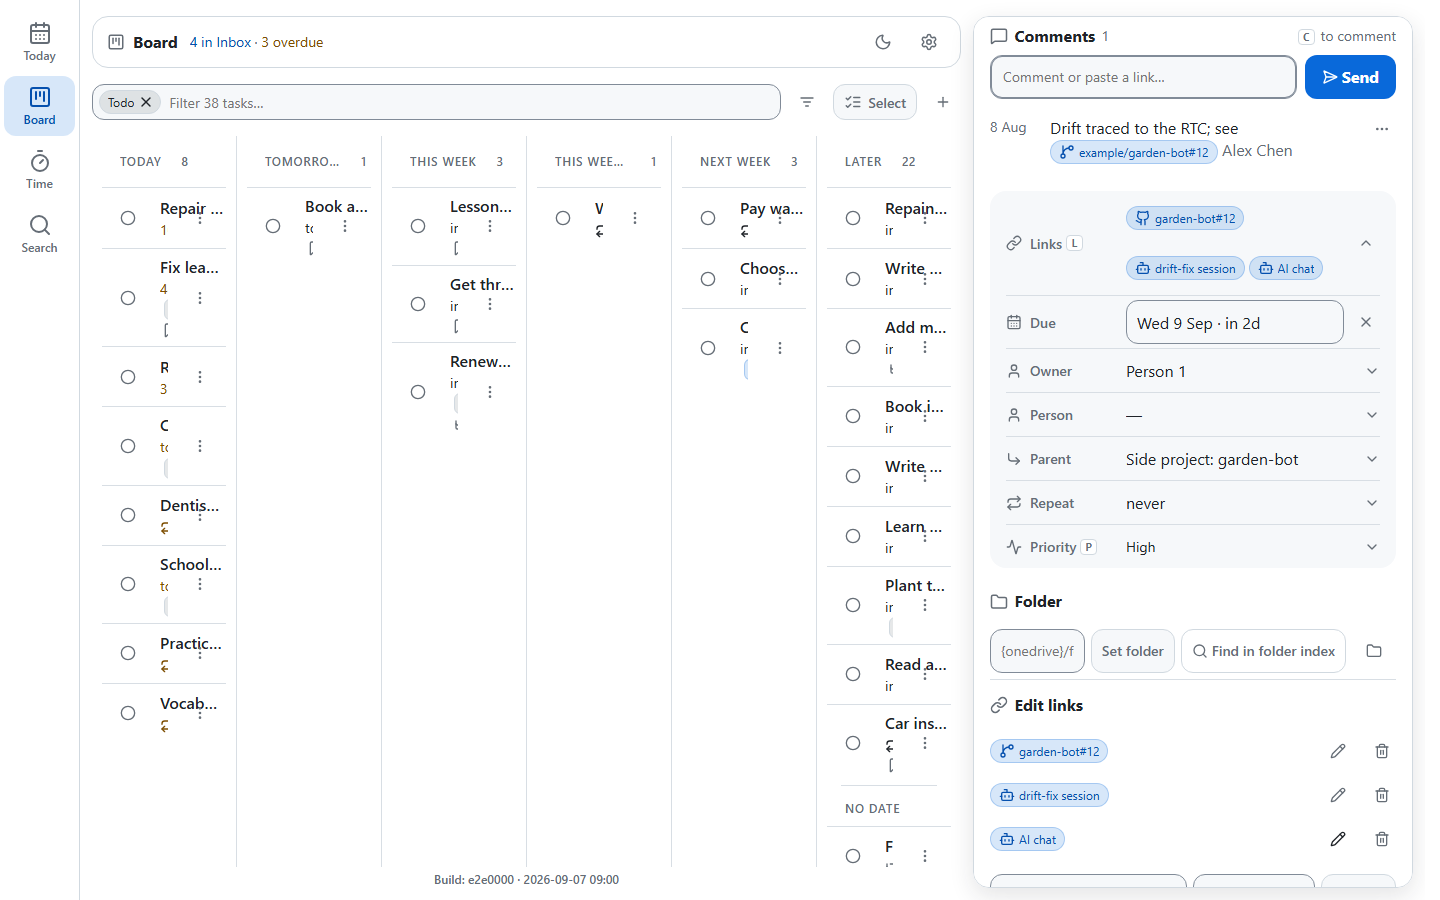 Today
Board
Time
Search
Board 4 in Inbox · 3 overdue
Todo Filter 38 tasks...
Select
TODAY 8
Repair ...
1
Fix lea...
4
R
3
C
Dentis...
School...
Practic...
Vocab...
TOMORRO... 1
Book a...
THIS WEEK 3
Lesson...
Get thr...
Renew...
THIS WEE... 1
NEXT WEEK 3
Pay wa...
Choos...
C
LATER 22
Repain...
Write ...
Add m...
Book i...
Write ...
Learn ...
Plant t...
Read a...
Car ins...
NO DATE
F
Build: e2e0000 · 2026-09-07 09:00
Comments 1
C to comment
Comment or paste a link...
Send
8 Aug Drift traced to the RTC; see
example/garden-bot#12 Alex Chen
Links L
garden-bot#12
drift-fix session AI chat
Due Wed 9 Sep · in 2d
Owner Person 1
Person —
Parent Side project: garden-bot
Repeat never
Priority P High
Folder
{onedrive}/f Set folder Find in folder index
Edit links
garden-bot#12
drift-fix session
AI chat